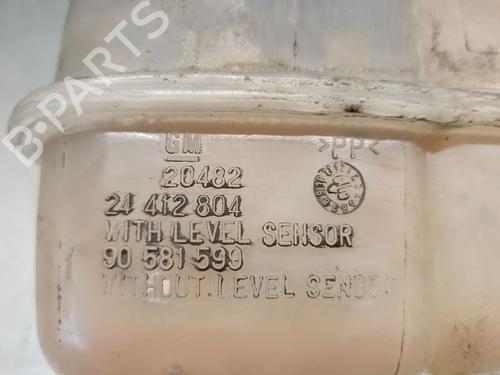 B-PARTS
GM
>PP<
20482
24 412 804
WITH LEVEL SENSOR
90 581 599
WITHOUT LEVEL SENSOR